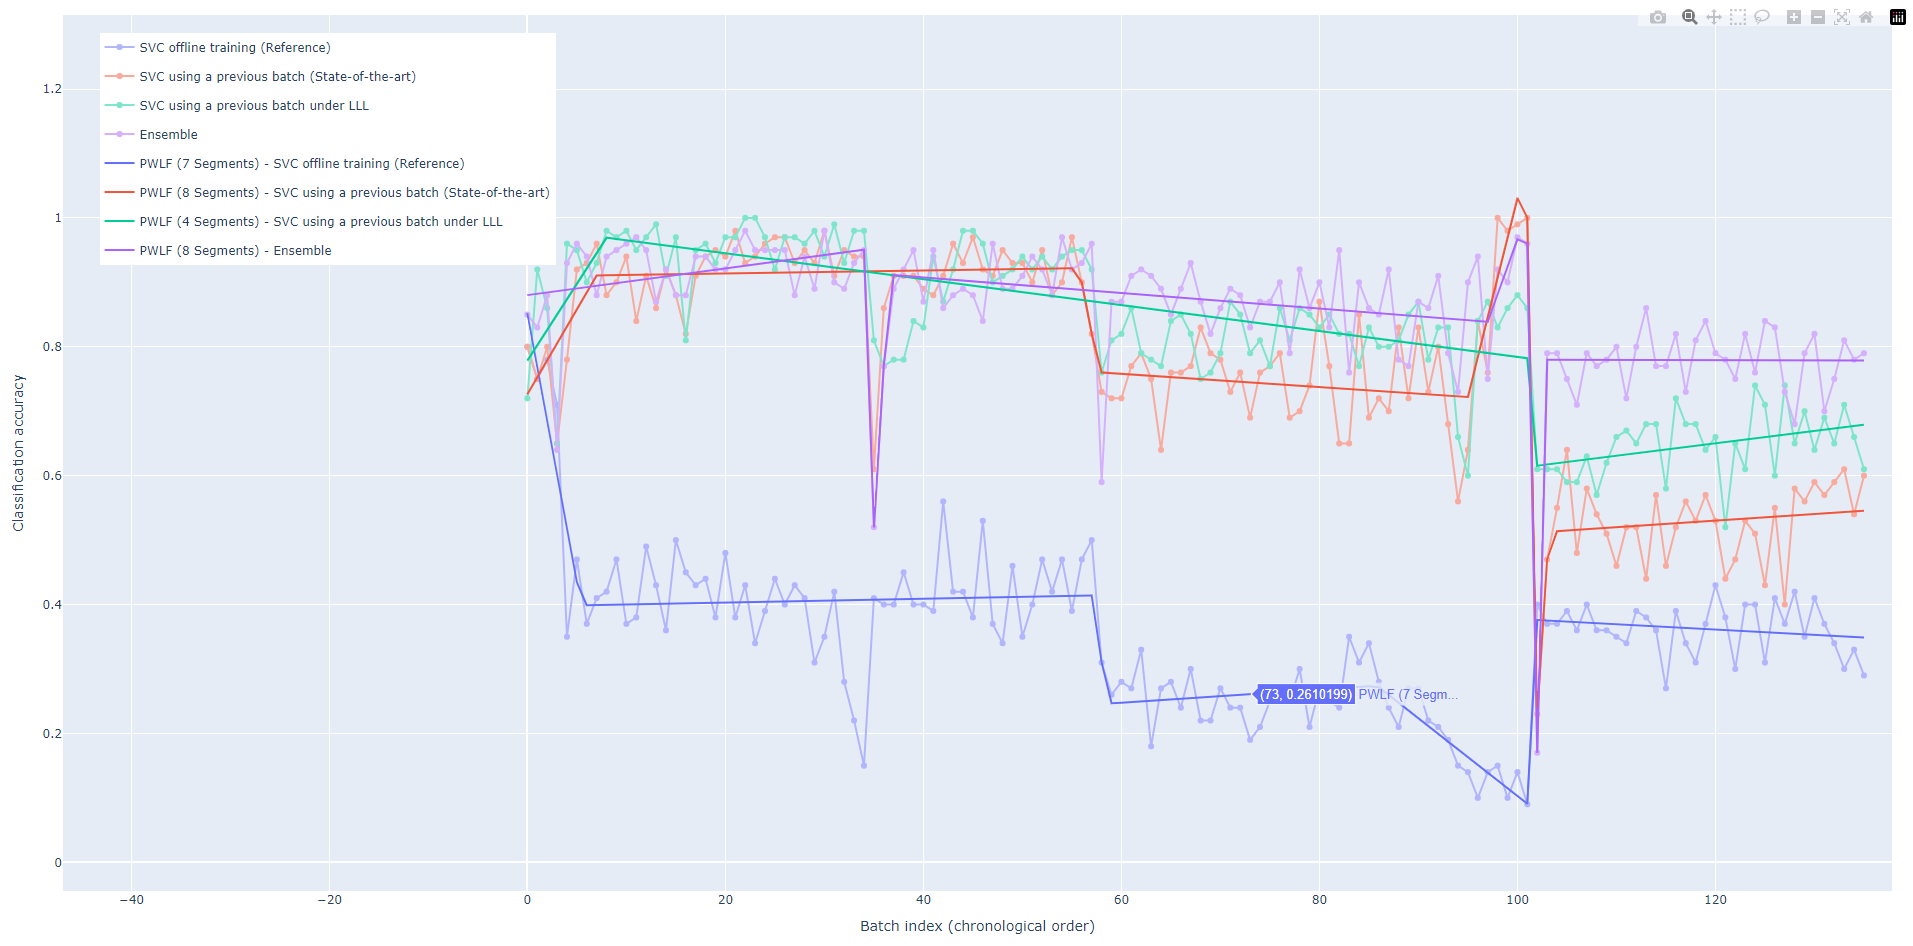 SVC offline training (Reference)
SVC using a previous batch (State-of-the-art)
SVC using a previous batch under LLL
Ensemble
PWLF (7 Segments) - SVC offline training (Reference)
PWLF (8 Segments) - SVC using a previous batch (State-of-the-art)
PWLF (4 Segments) - SVC using a previous batch under LLL
PWLF (8 Segments) - Ensemble
1.2
1
0.8
0.6
0.4
0.2
0
Classification accuracy
(73, 0.2610199) PWLF (7 Segm...
−40 −20 0 20 40 60 80 100 120
Batch index (chronological order)